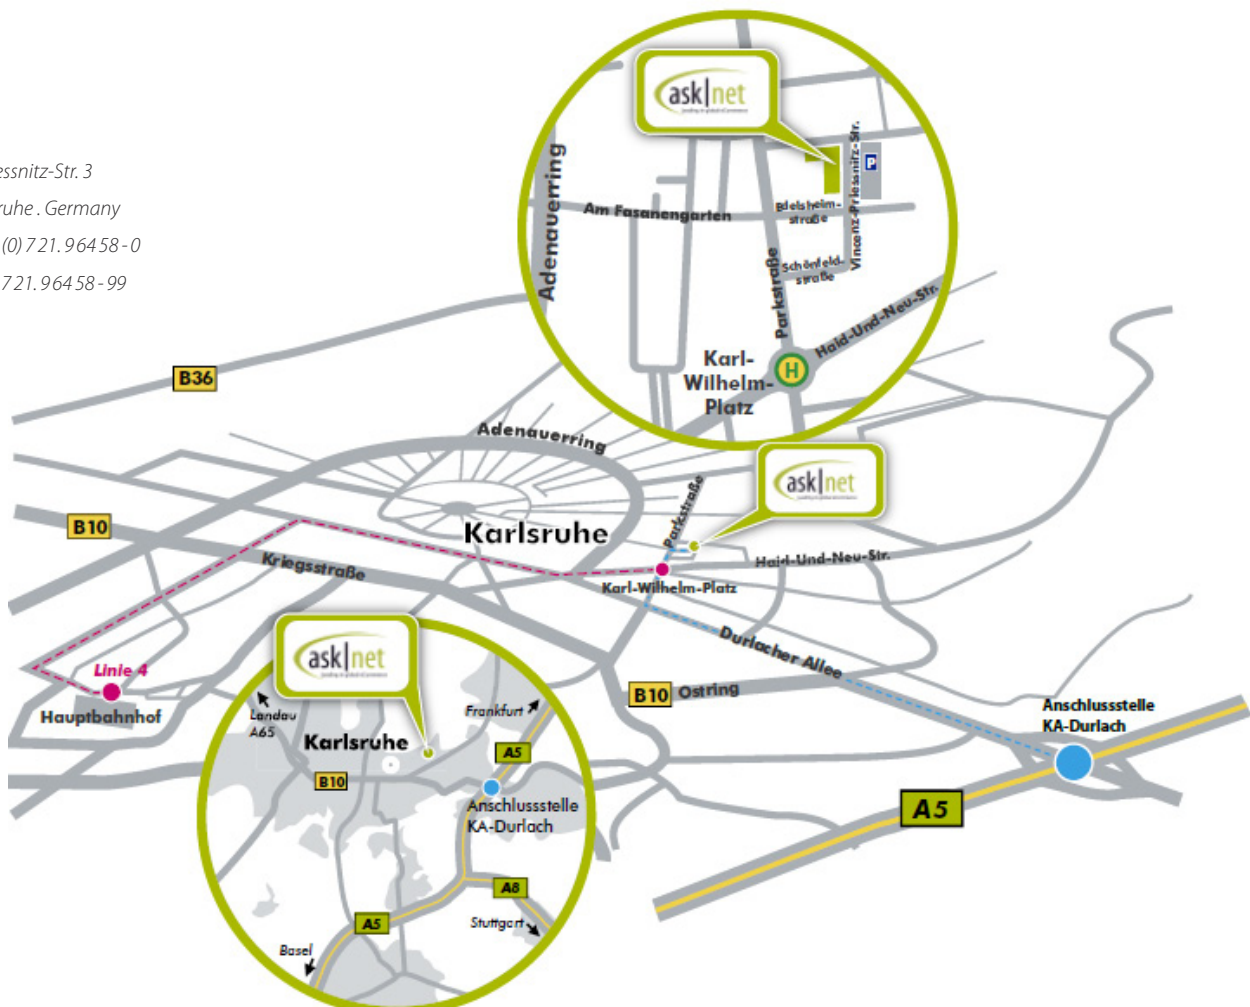 essnitz-Str. 3
ruhe . Germany
(0) 721. 964 58 - 0
721. 964 58 - 99
ask|net
Adenauerring
Am Fasanengarten
Edelsheim-
straße
Vincenz-Priessnitz-Str.
P
Schönfeld-
straße
Parkstraße
Haid-Und-Neu-Str.
Karl-
Wilhelm-
Platz
H
B36
Adenauerring
ask|net
Parkstraße
B10
Karlsruhe
Kriegsstraße
Haid-Und-Neu-Str.
Karl-Wilhelm-Platz
Durlacher Allee
ask|net
Linie 4
Hauptbahnhof
B10 Ostring
Anschlussstelle
KA-Durlach
A5
Landau
A65
Frankfurt
Karlsruhe
A5
B10
Anschlussstelle
KA-Durlach
A8
A5
Stuttgart
Basel